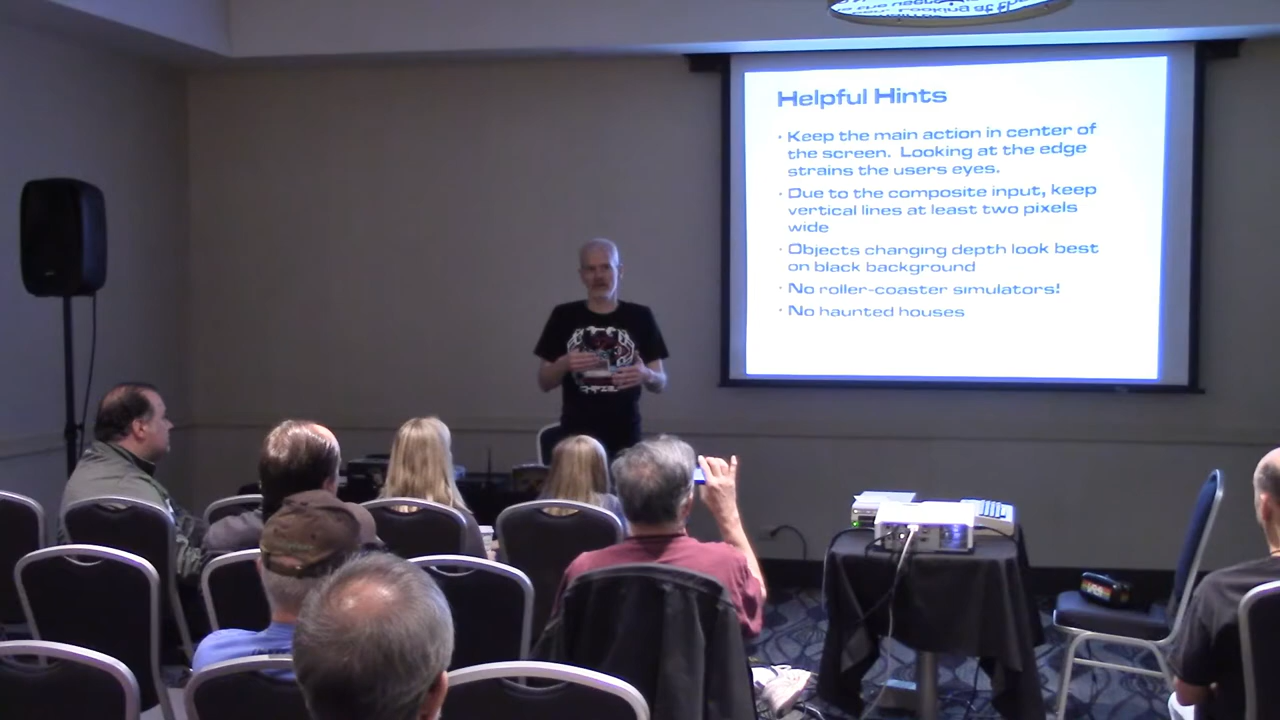 Helpful Hints
· Keep the main action in center of
the screen. Looking at the edge
strains the users eyes.
· Due to the composite input, keep
vertical lines at least two pixels
wide
· Objects changing depth look best
on black background
· No roller-coaster simulators!
· No haunted houses